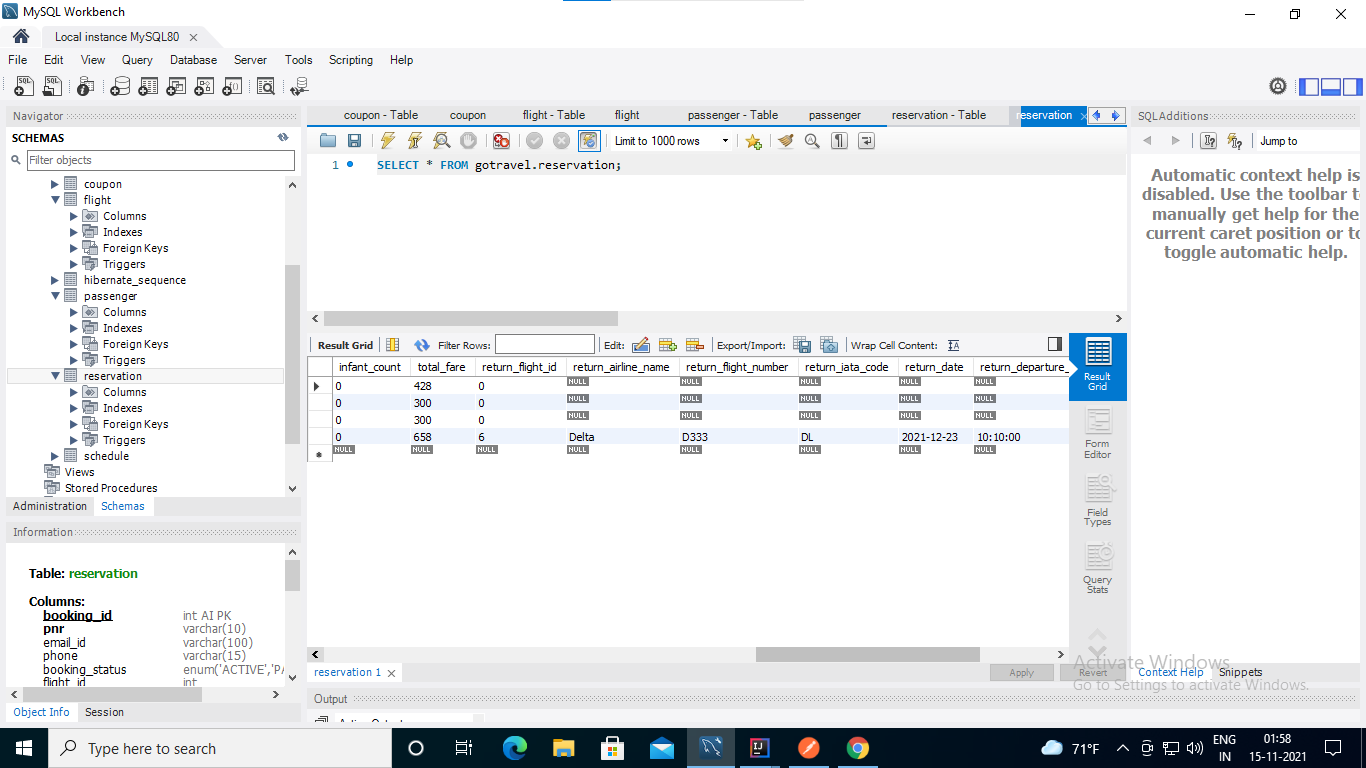 MySQL Workbench
Local instance MySQL80
File Edit View Query Database Server Tools Scripting Help
Navigator
SCHEMAS
Filter objects
coupon
flight
Columns
Indexes
Foreign Keys
Triggers
hibernate_sequence
passenger
Columns
Indexes
Foreign Keys
Triggers
reservation
Columns
Indexes
Foreign Keys
Triggers
schedule
Views
Stored Procedures
Administration Schemas
Information
Table: reservation
Columns:
booking_id int AI PK
pnr varchar(10)
email_id varchar(100)
phone varchar(15)
booking_status enum('ACTIVE','PA
flight_id int
Object Info Session
coupon - Table coupon flight - Table flight passenger - Table passenger reservation - Table reservation
Limit to 1000 rows
1 SELECT * FROM gotravel.reservation;
Result Grid Filter Rows: Edit: Export/Import: Wrap Cell Content:
infant_count total_fare return_flight_id return_airline_name return_flight_number return_iata_code return_date return_departure_
0 428 0 NULL NULL NULL NULL NULL
0 300 0 NULL NULL NULL NULL NULL
0 300 0 NULL NULL NULL NULL NULL
0 658 6 Delta D333 DL 2021-12-23 10:10:00
NULL NULL NULL NULL NULL NULL NULL NULL
Result
Grid
Form
Editor
Field
Types
Query
Stats
reservation 1
Apply Revert
Output
SQLAdditions
Jump to
Automatic context help is
disabled. Use the toolbar t
manually get help for the
current caret position or to
toggle automatic help.
Context Help Snippets
Activate Windows
Go to Settings to activate Windows.
Type here to search
71°F
ENG
IN
01:58
15-11-2021